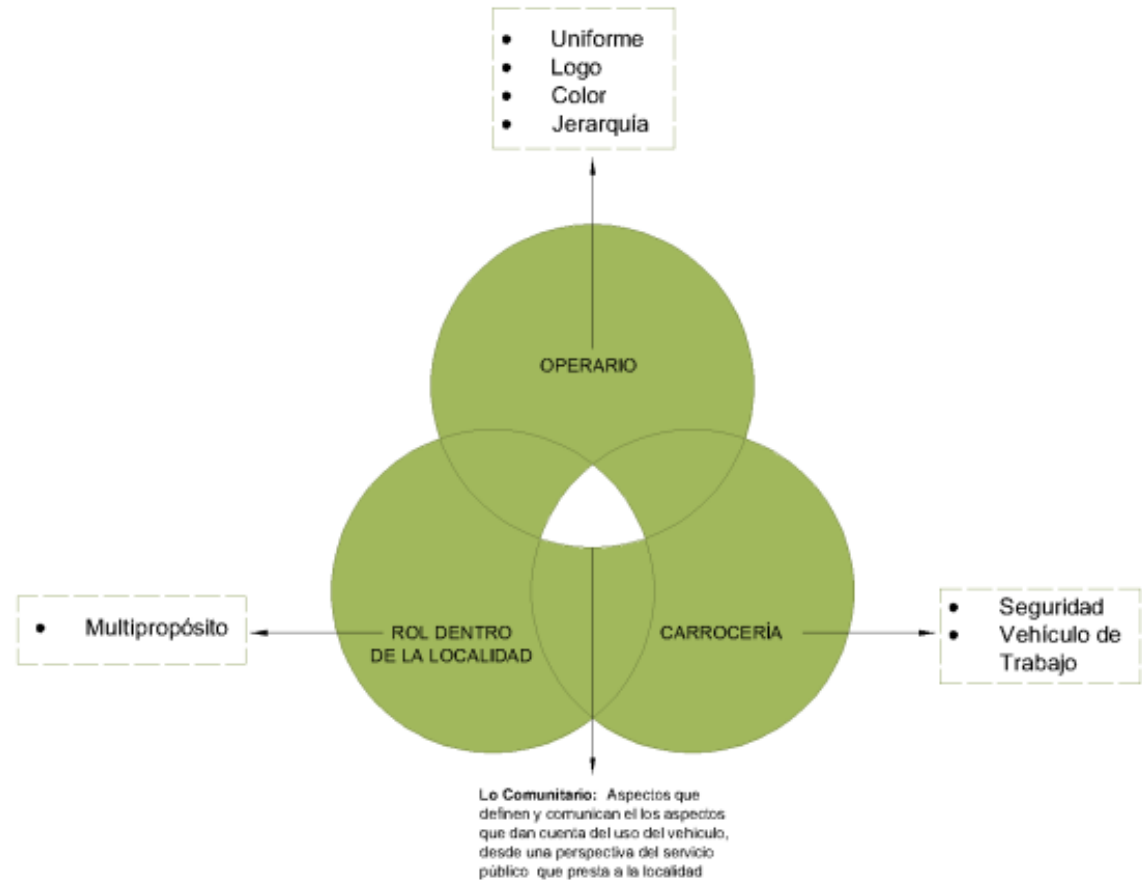 • Uniforme
• Logo
• Color
• Jerarquía
OPERARIO
• Multipropósito
ROL DENTRO
DE LA LOCALIDAD
CARROCERÍA
• Seguridad
• Vehículo de
Trabajo
Lo Comunitario: Aspectos que
definen y comunican el los aspectos
que dan cuenta del uso del vehículo,
desde una perspectiva del servicio
público que presta a la localidad